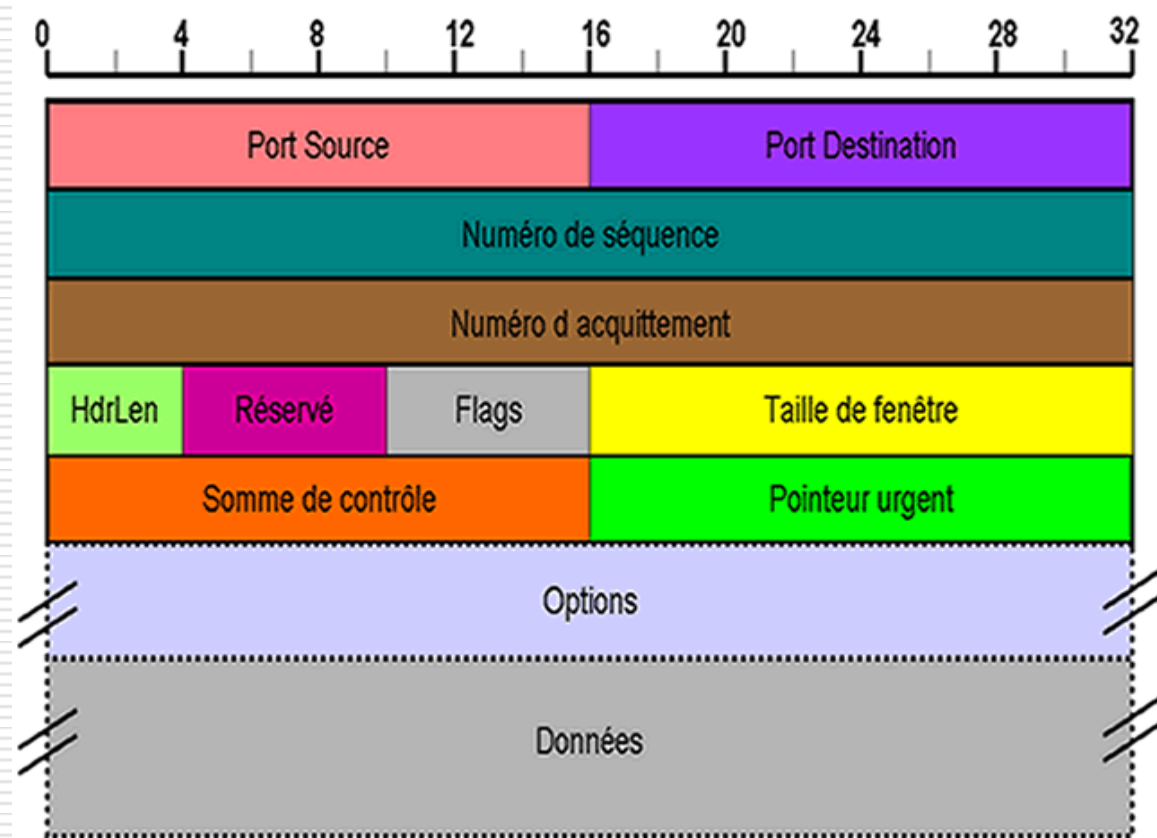 0 4 8 12 16 20 24 28 32
Port Source Port Destination
Numéro de séquence
Numéro d acquittement
HdrLen Réservé Flags Taille de fenêtre
Somme de contrôle Pointeur urgent
Options
Données